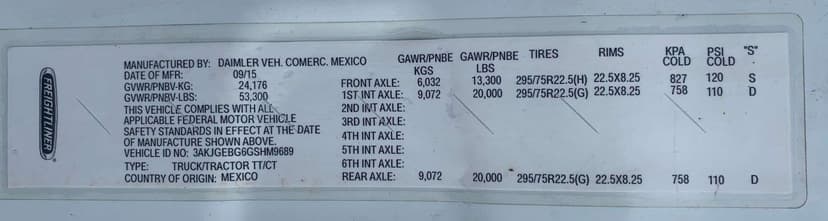 FREIGHTLINER
MANUFACTURED BY: DAIMLER VEH. COMERC. MEXICO
DATE OF MFR: 09/15
GVWR/PNBV-KG: 24,176
GVWR/PNBV-LBS: 53,300
THIS VEHICLE COMPLIES WITH ALL
APPLICABLE FEDERAL MOTOR VEHICLE
SAFETY STANDARDS IN EFFECT AT THE DATE
OF MANUFACTURE SHOWN ABOVE.
VEHICLE ID NO: 3AKJGEBG6GSHM9689
TYPE: TRUCK/TRACTOR TT/CT
COUNTRY OF ORIGIN: MEXICO
GAWR/PNBE GAWR/PNBE TIRES RIMS KPA PSI "S"
KGS LBS COLD COLD
FRONT AXLE: 6,032 13,300 295/75R22.5(H) 22.5X8.25 827 120 S
1ST INT AXLE: 9,072 20,000 295/75R22.5(G) 22.5X8.25 758 110 D
2ND INT AXLE:
3RD INT AXLE:
4TH INT AXLE:
5TH INT AXLE:
6TH INT AXLE:
REAR AXLE: 9,072 20,000 295/75R22.5(G) 22.5X8.25 758 110 D